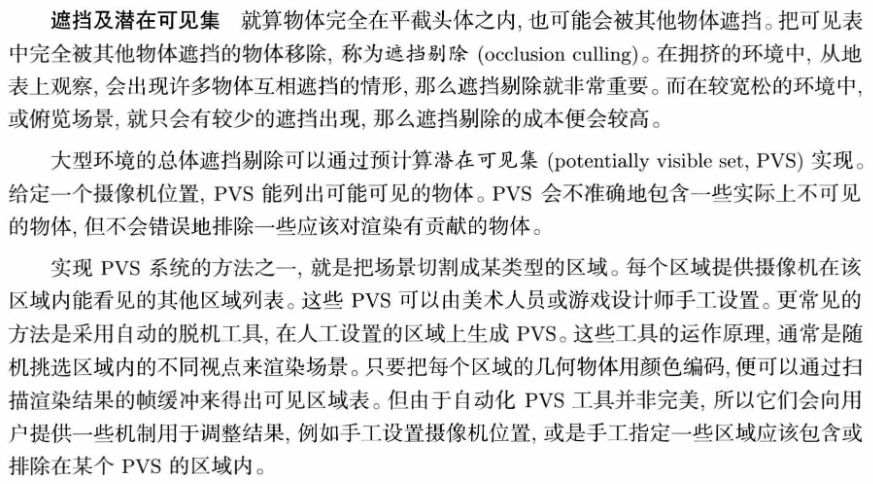 遮挡及潜在可见集 就算物体完全在平截头体之内, 也可能会被其他物体遮挡。把可见表
中完全被其他物体遮挡的物体移除, 称为遮挡剔除 (occlusion culling)。在拥挤的环境中, 从地
表上观察, 会出现许多物体互相遮挡的情形, 那么遮挡剔除就非常重要。而在较宽松的环境中,
或俯览场景, 就只会有较少的遮挡出现, 那么遮挡剔除的成本便会较高。
大型环境的总体遮挡剔除可以通过预计算潜在可见集 (potentially visible set, PVS) 实现。
给定一个摄像机位置, PVS 能列出可能可见的物体。PVS 会不准确地包含一些实际上不可见
的物体, 但不会错误地排除一些应该对渲染有贡献的物体。
实现 PVS 系统的方法之一, 就是把场景切割成某类型的区域。每个区域提供摄像机在该
区域内能看见的其他区域列表。这些 PVS 可以由美术人员或游戏设计师手工设置。更常见的
方法是采用自动的脱机工具, 在人工设置的区域上生成 PVS。这些工具的运作原理, 通常是随
机挑选区域内的不同视点来渲染场景。只要把每个区域的几何物体用颜色编码, 便可以通过扫
描渲染结果的帧缓冲来得出可见区域表。但由于自动化 PVS 工具并非完美, 所以它们会向用
户提供一些机制用于调整结果, 例如手工设置摄像机位置, 或是手工指定一些区域应该包含或
排除在某个 PVS 的区域内。